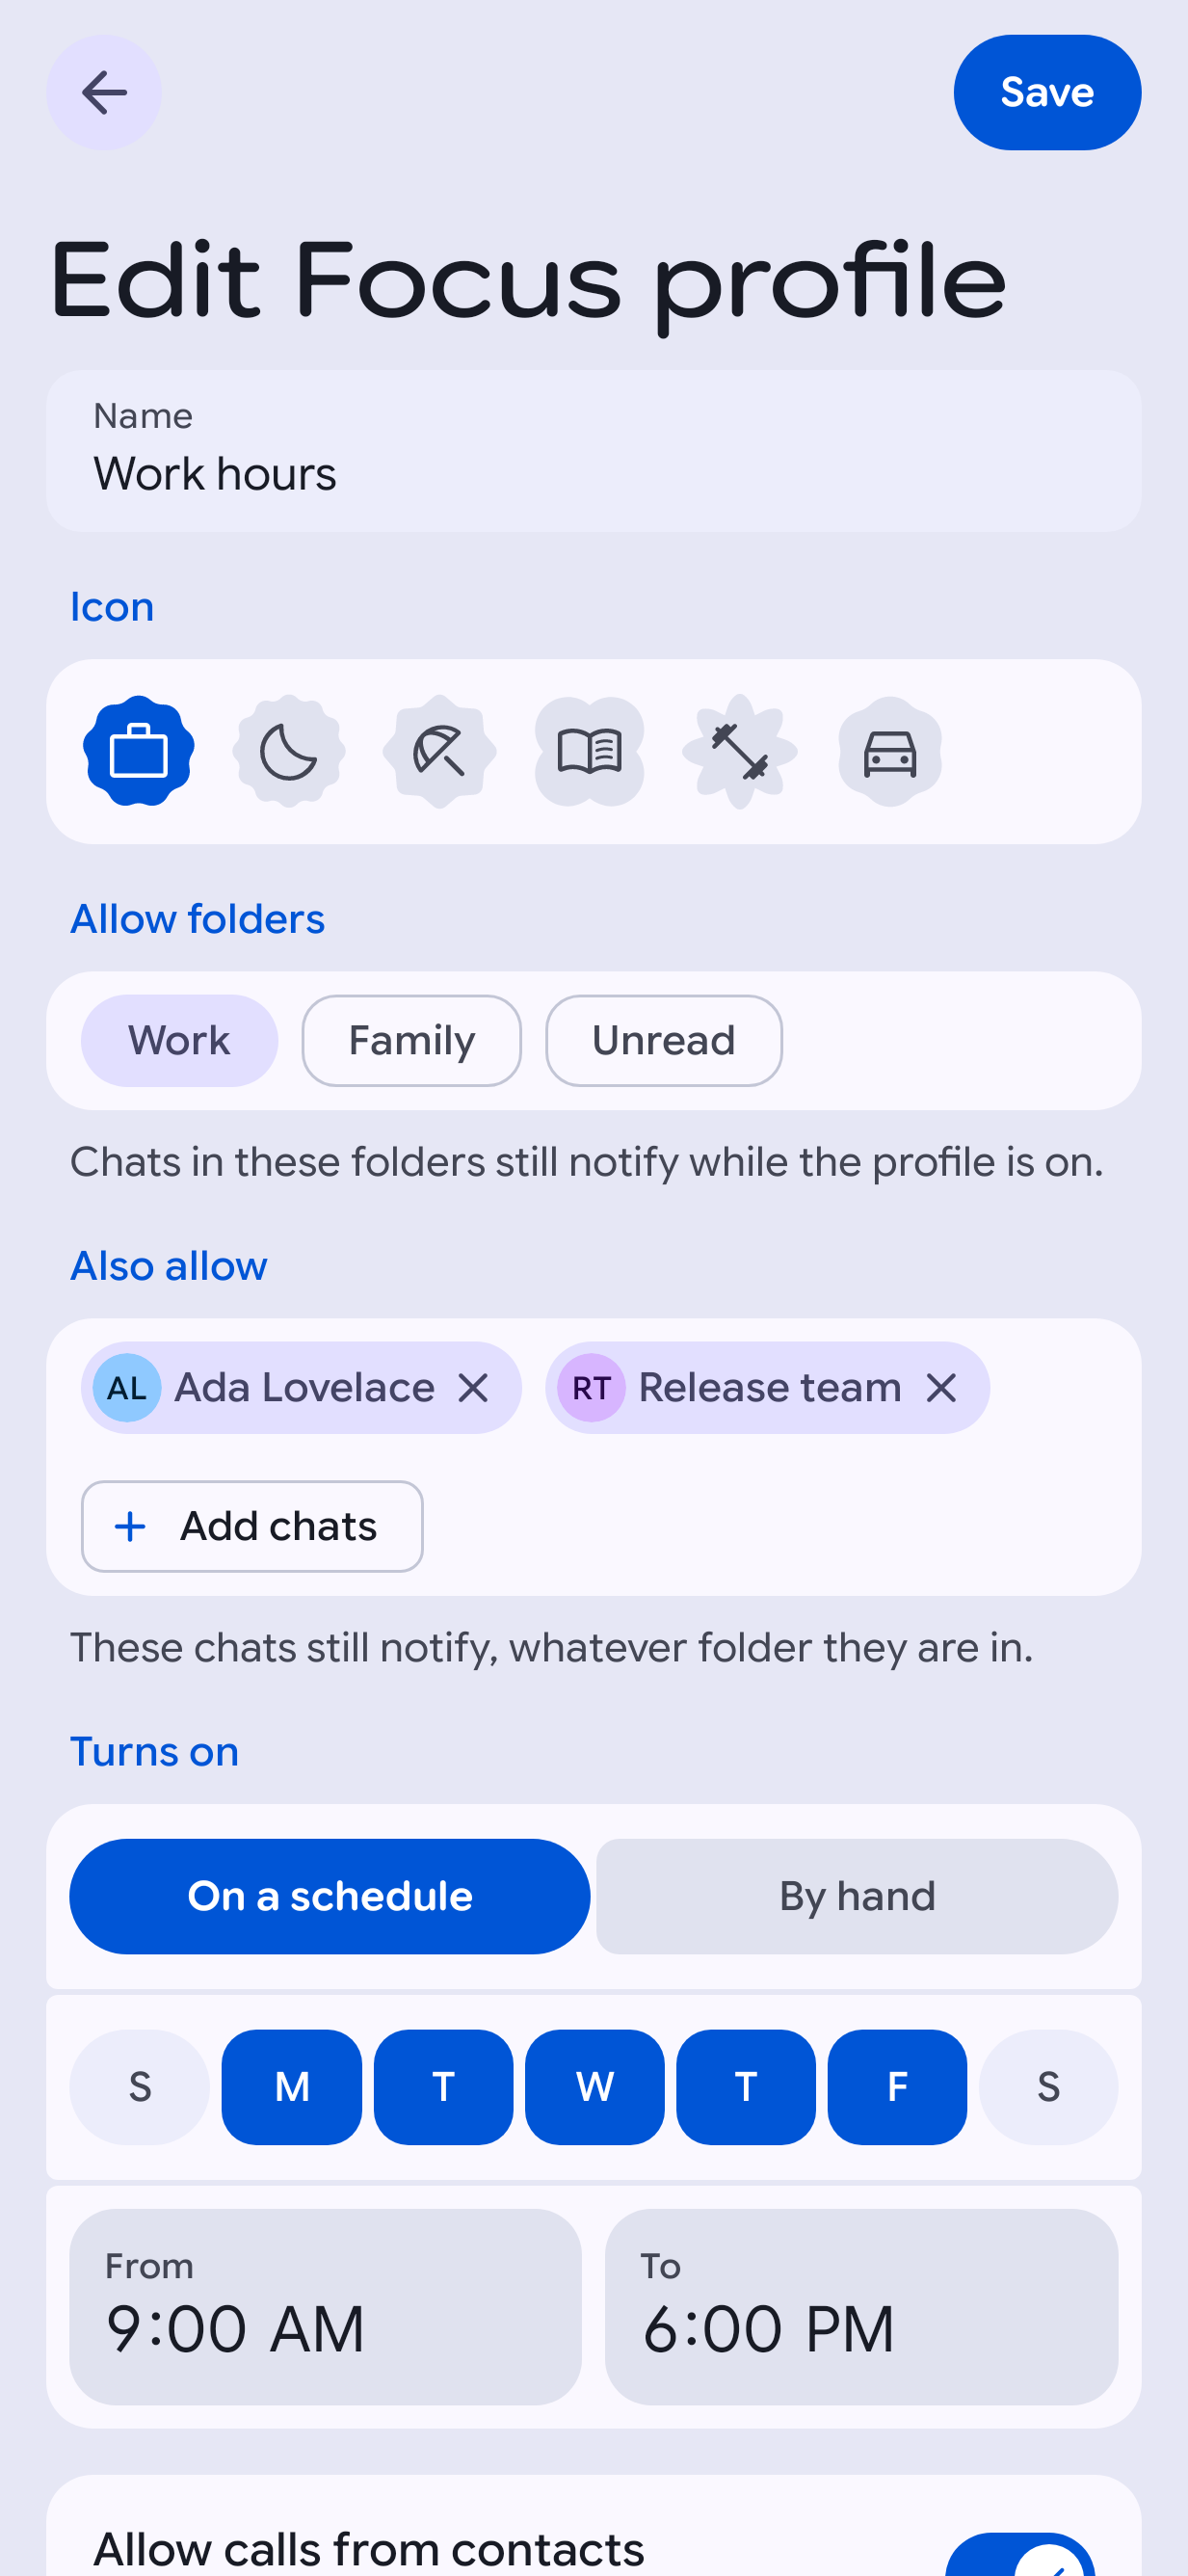 Save
Edit Focus profile
Name
Work hours
Icon
Allow folders
Work Family Unread
Chats in these folders still notify while the profile is on.
Also allow
AL Ada Lovelace RT Release team
Add chats
These chats still notify, whatever folder they are in.
Turns on
On a schedule By hand
S M T W T F S
From To
9:00 AM 6:00 PM
Allow calls from contacts